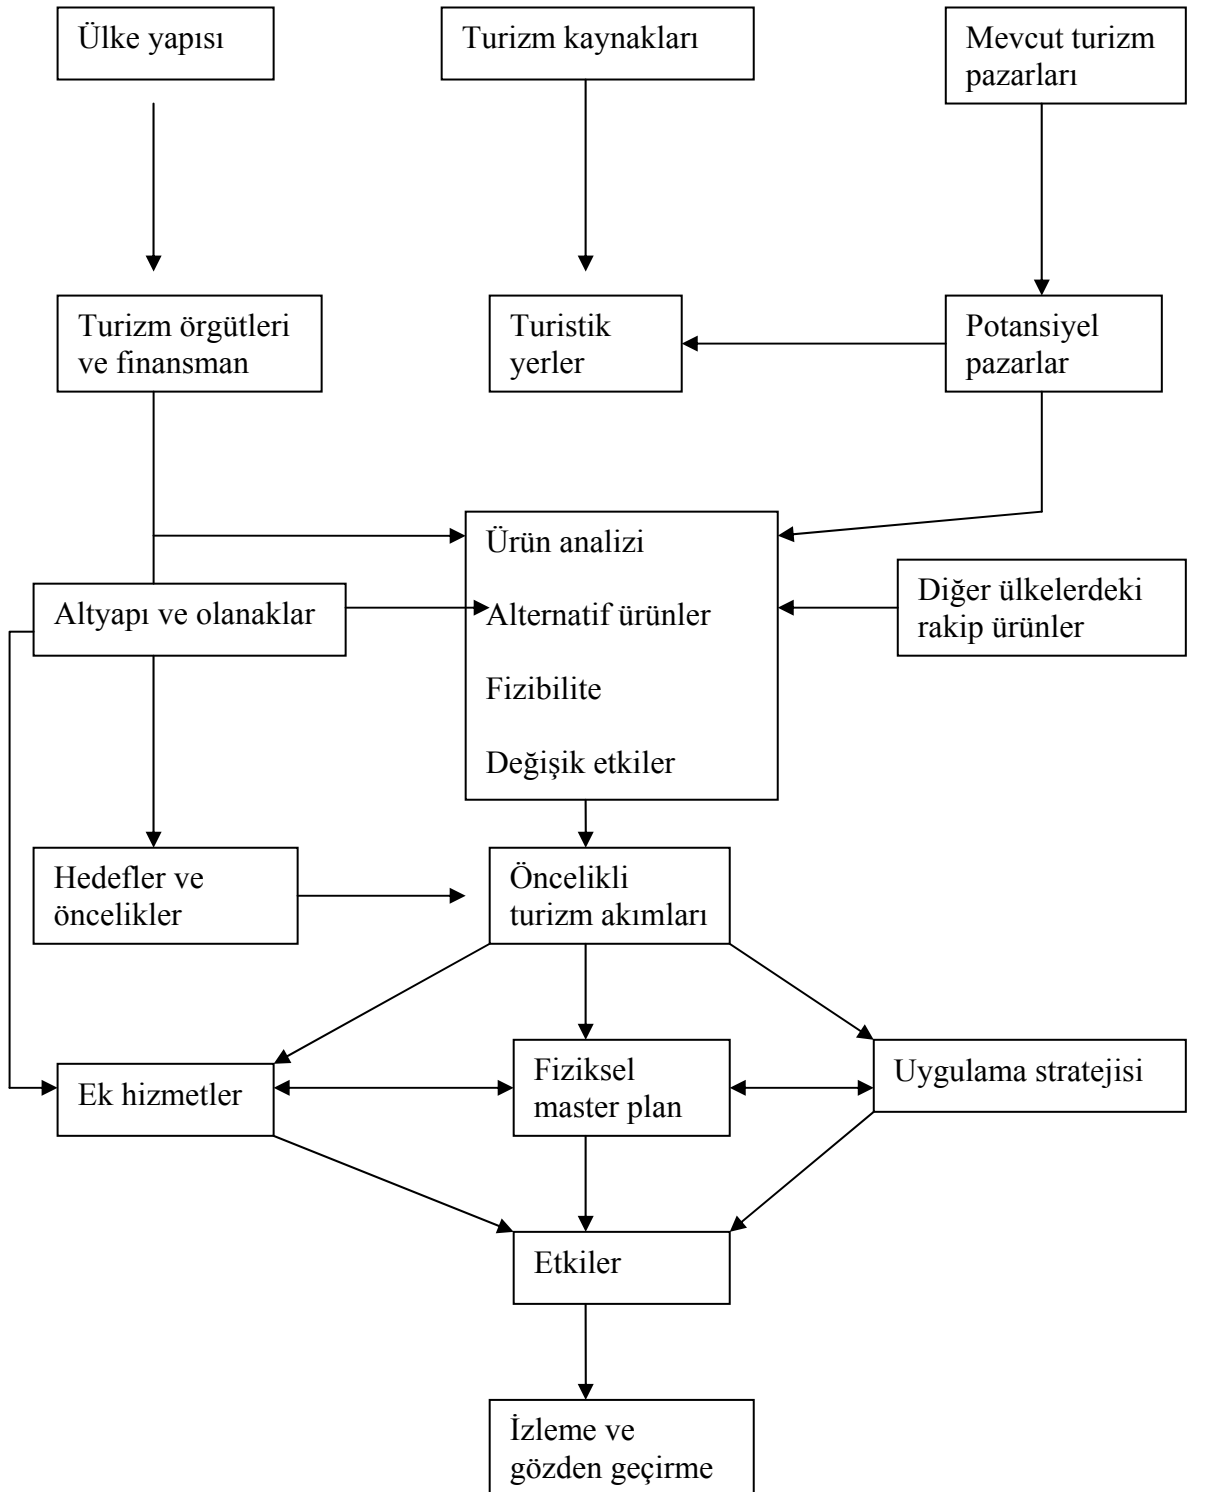 Ülke yapısı
Turizm kaynakları
Mevcut turizm
pazarları
Turizm örgütleri
ve finansman
Turistik
yerler
Potansiyel
pazarlar
Ürün analizi
Altyapı ve olanaklar
Alternatif ürünler
Diğer ülkelerdeki
rakip ürünler
Fizibilite
Değişik etkiler
Hedefler ve
öncelikler
Öncelikli
turizm akımları
Ek hizmetler
Fiziksel
master plan
Uygulama stratejisi
Etkiler
İzleme ve
gözden geçirme